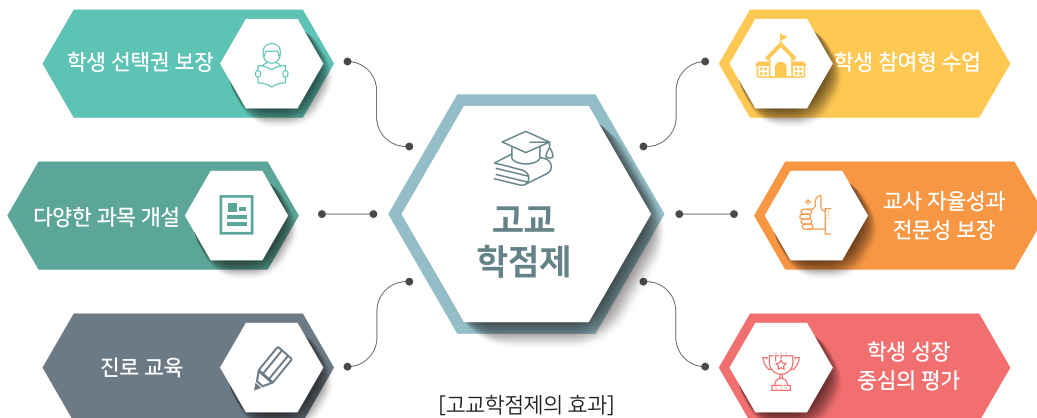 학생 선택권 보장
학생 참여형 수업
고교
학점제
다양한 과목 개설
교사 자율성과
전문성 보장
진로 교육
학생 성장
중심의 평가
[고교학점제의 효과]